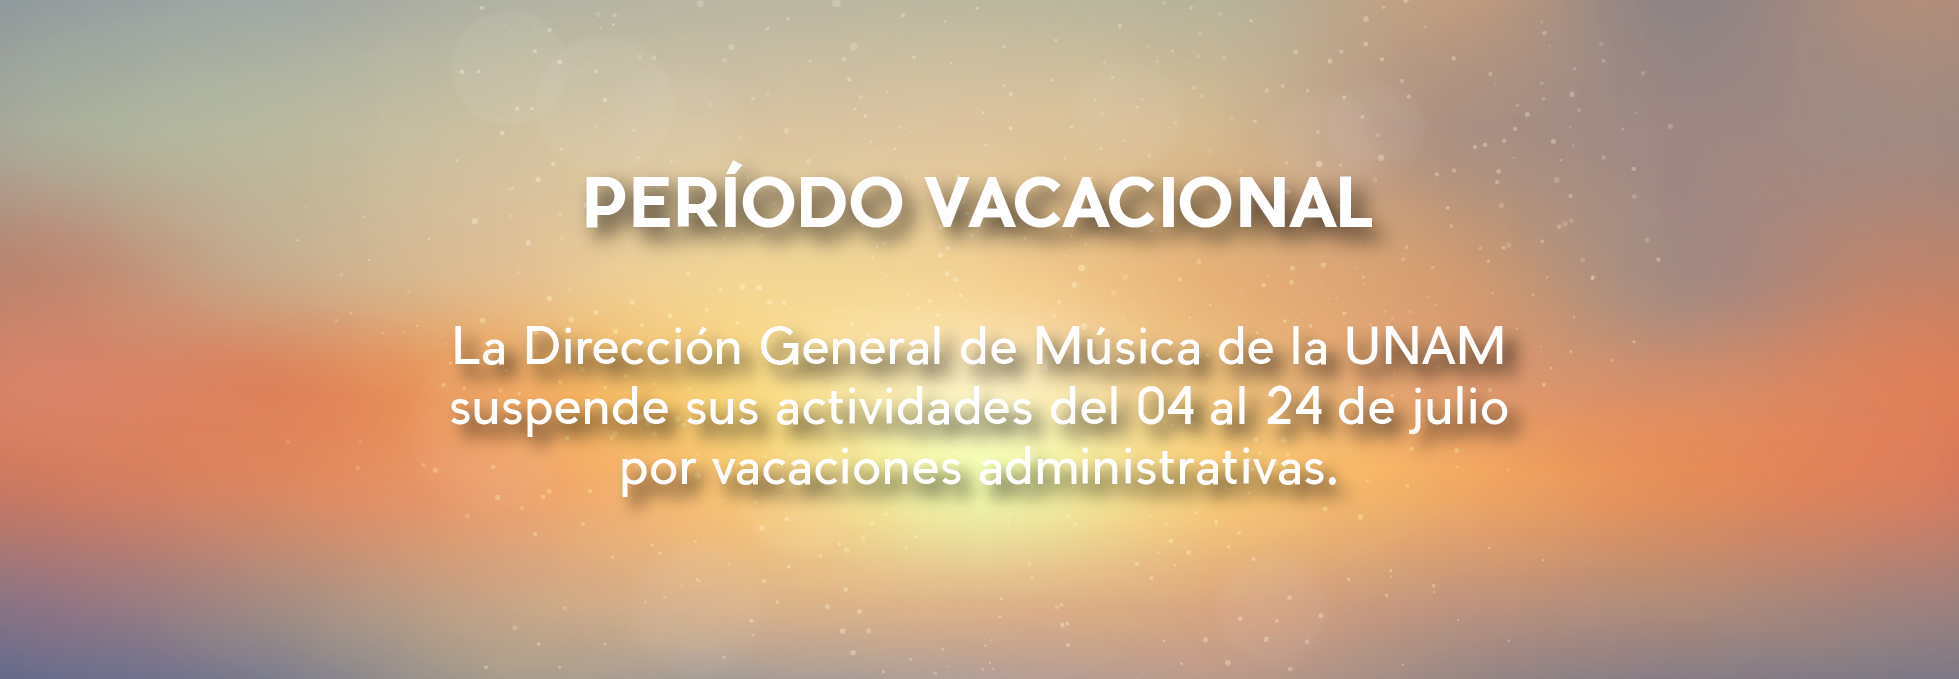 PERÍODO VACACIONAL
La Dirección General de Música de la UNAM
suspende sus actividades del 04 al 24 de julio
por vacaciones administrativas.